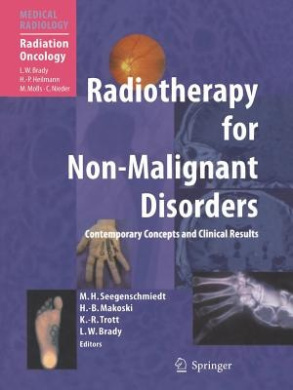 MEDICAL
RADIOLOGY
Radiation
Oncology
L.W. Brady
H.-P. Heilmann
M. Molls · C. Nieder
Radiotherapy
for
Non-Malignant
Disorders
Contemporary Concepts and Clinical Results
M. H. Seegenschmiedt
H.-B. Makoski
K.-R. Trott
L. W. Brady
Editors
Springer